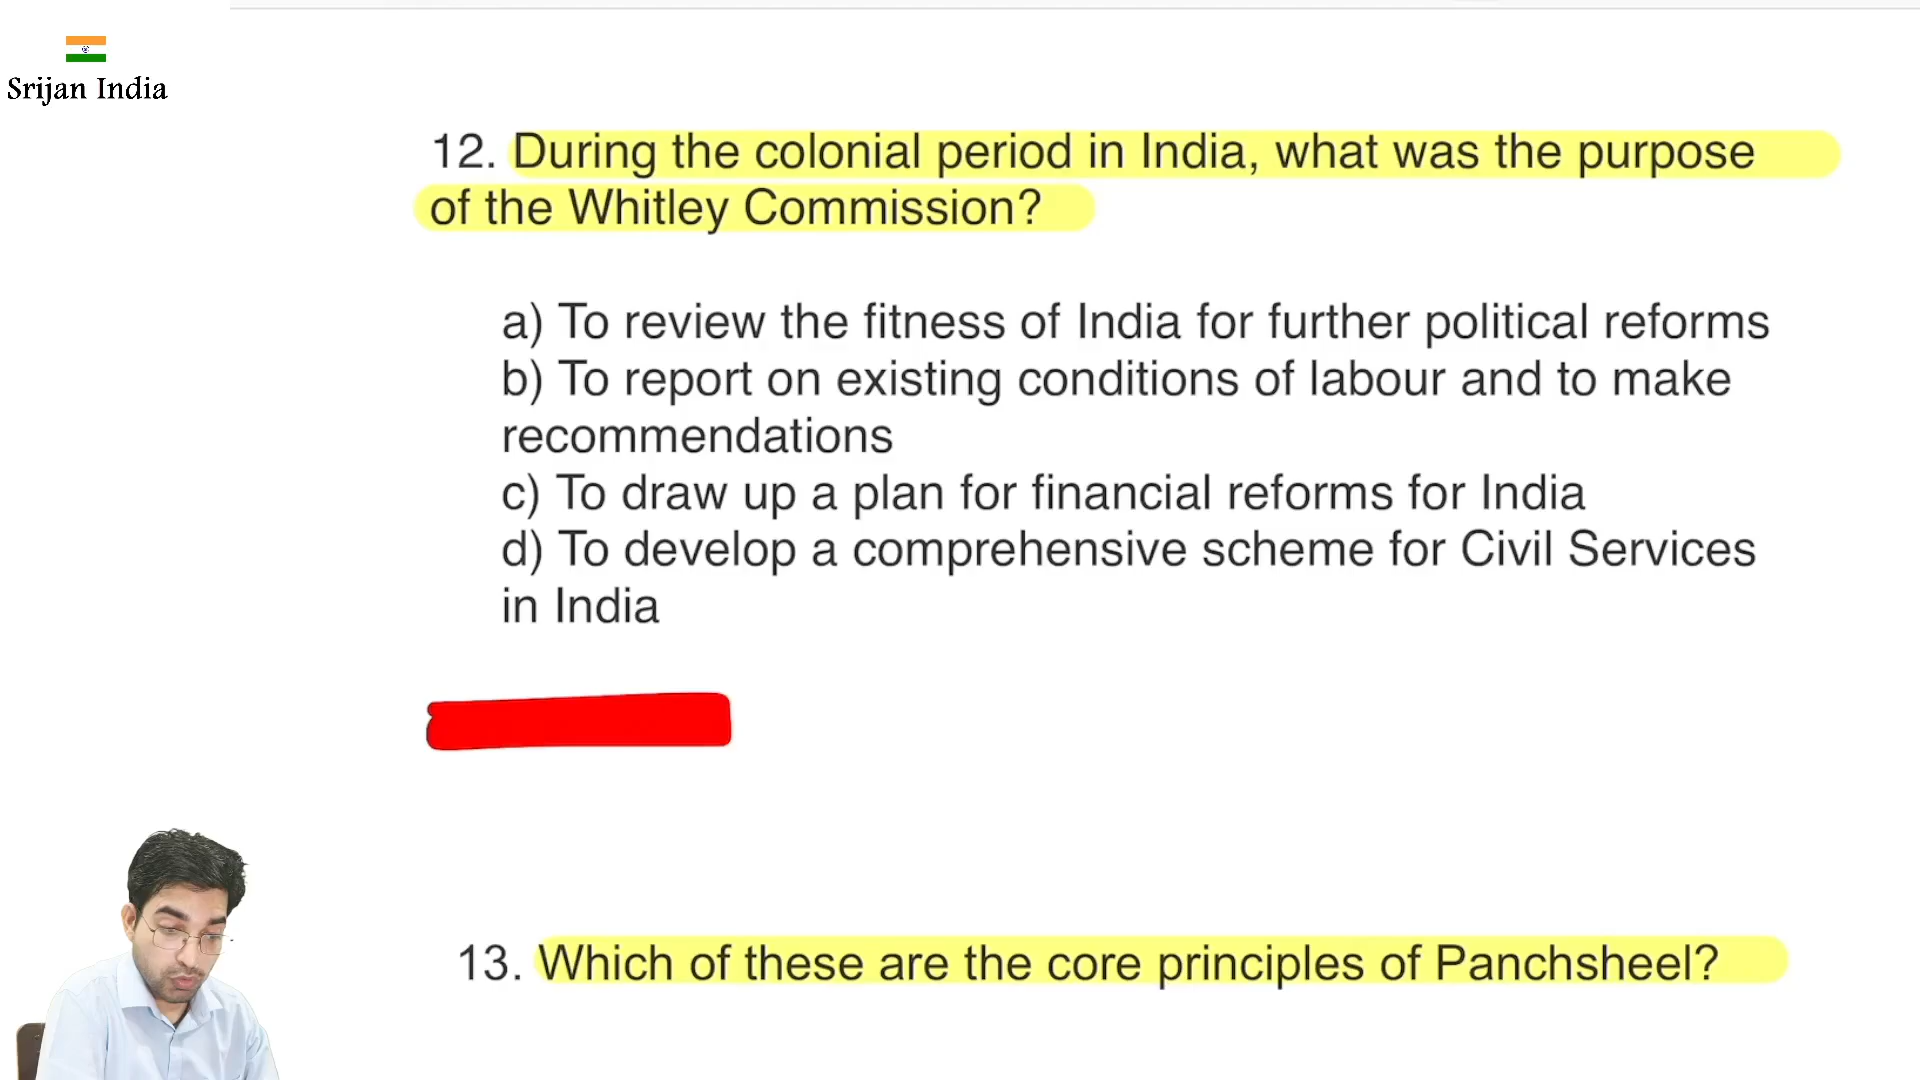 Srijan India
12. During the colonial period in India, what was the purpose
of the Whitley Commission?
a) To review the fitness of India for further political reforms
b) To report on existing conditions of labour and to make
recommendations
c) To draw up a plan for financial reforms for India
d) To develop a comprehensive scheme for Civil Services
in India
13. Which of these are the core principles of Panchsheel?